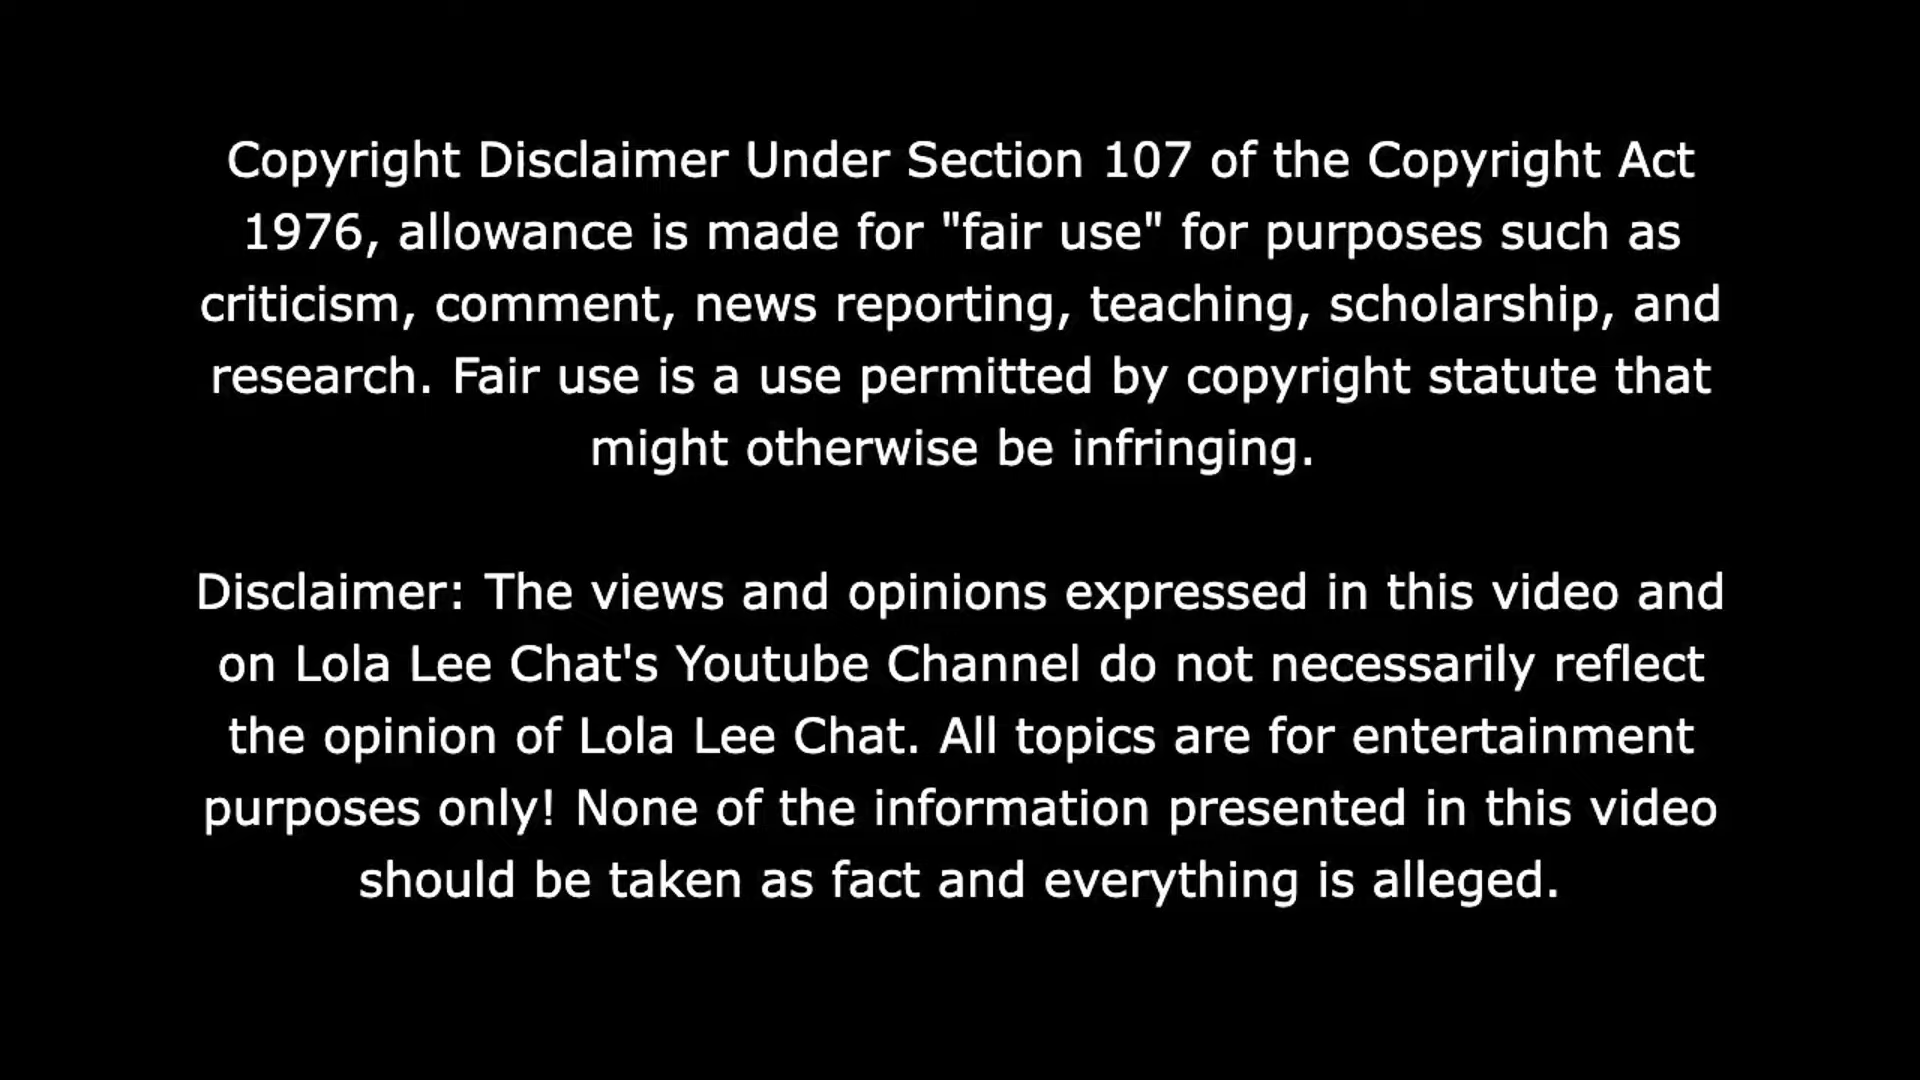 Copyright Disclaimer Under Section 107 of the Copyright Act
1976, allowance is made for "fair use" for purposes such as
criticism, comment, news reporting, teaching, scholarship, and
research. Fair use is a use permitted by copyright statute that
might otherwise be infringing.
Disclaimer: The views and opinions expressed in this video and
on Lola Lee Chat's Youtube Channel do not necessarily reflect
the opinion of Lola Lee Chat. All topics are for entertainment
purposes only! None of the information presented in this video
should be taken as fact and everything is alleged.